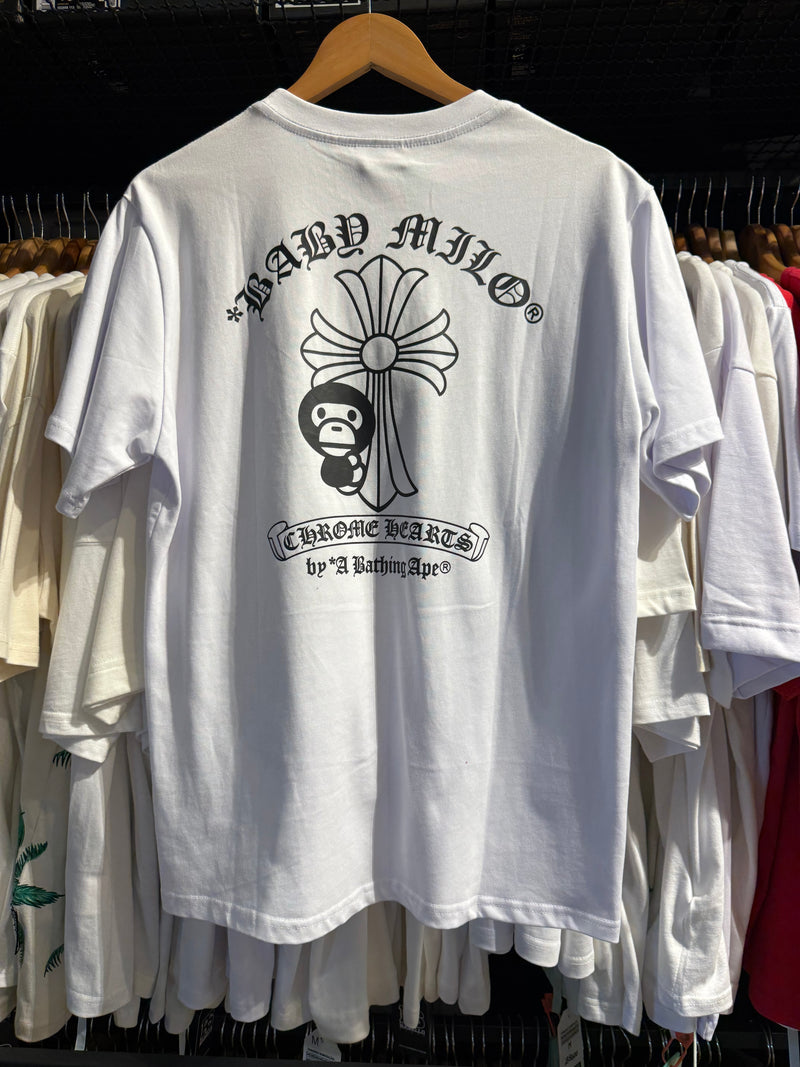 *BABY MILO®
CHROME HEARTS
by *A Bathing Ape®
M
M